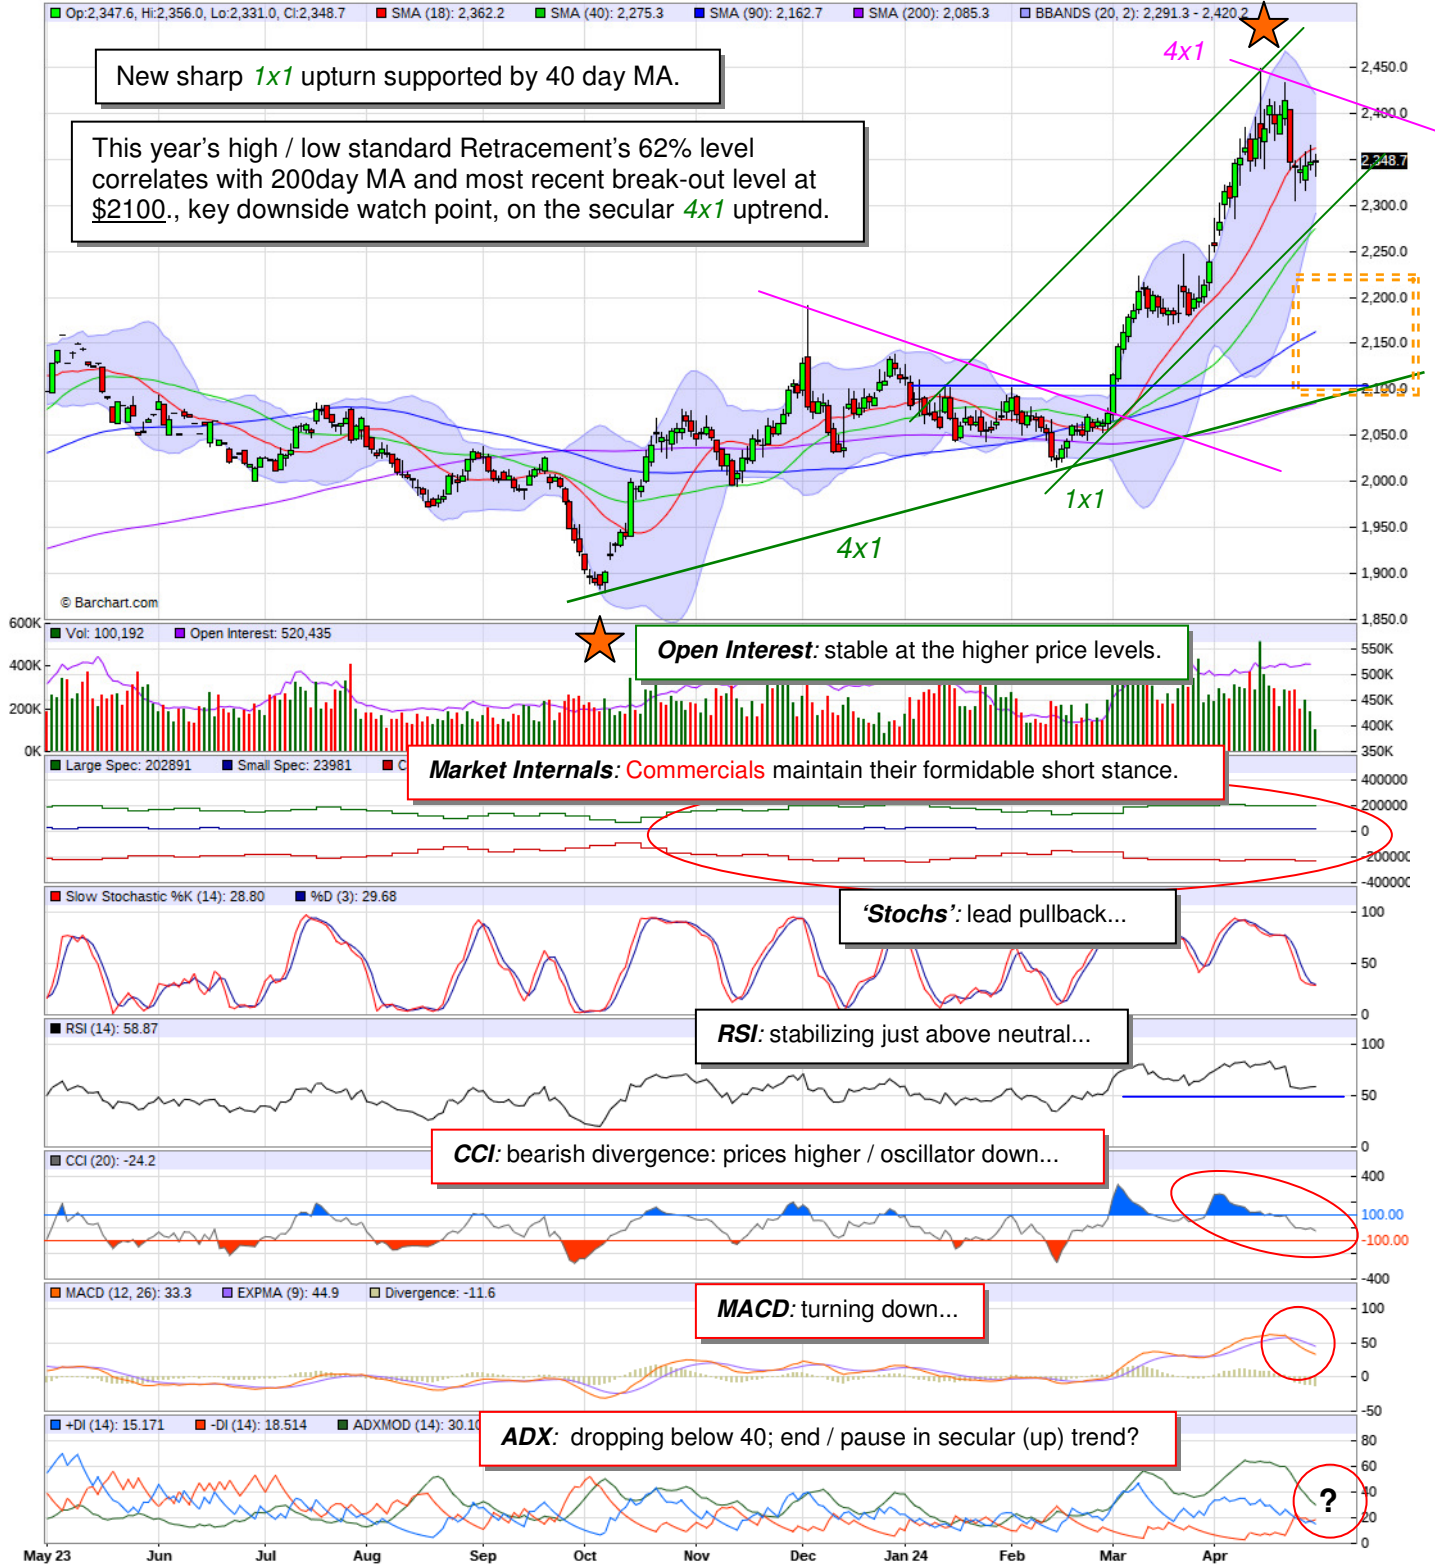 Op:2,347.6, Hi:2,356.0, Lo:2,331.0, Cl:2,348.7 SMA (18): 2,362.2 SMA (40): 2,275.3 SMA (90): 2,162.7 SMA (200): 2,085.3 BBANDS (20, 2): 2,291.3 - 2,420.2
4x1
New sharp 1x1 upturn supported by 40 day MA.
This year's high / low standard Retracement's 62% level
correlates with 200day MA and most recent break-out level at
$2100., key downside watch point, on the secular 4x1 uptrend.
2,450.0
2,400.0
2,348.7
2,300.0
2,250.0
2,200.0
2,150.0
2,100.0
2,050.0
2,000.0
1,950.0
1,900.0
1,850.0
1x1
4x1
© Barchart.com
600K
400K
200K
0K
Vol: 100,192 Open Interest: 520,435
Open Interest: stable at the higher price levels.
550K
500K
450K
400K
350K
Large Spec: 202891 Small Spec: 23981 C
Market Internals: Commercials maintain their formidable short stance.
400000
200000
0
-200000
-400000
Slow Stochastic %K (14): 28.80 %D (3): 29.68
'Stochs': lead pullback...
100
50
0
RSI (14): 58.87
RSI: stabilizing just above neutral...
100
50
0
CCI (20): -24.2
CCI: bearish divergence: prices higher / oscillator down...
400
100.00
-100.00
-400
MACD (12, 26): 33.3 EXPMA (9): 44.9 Divergence: -11.6
MACD: turning down...
100
50
0
-50
+DI (14): 15.171 -DI (14): 18.514 ADXMOD (14): 30.10
ADX: dropping below 40; end / pause in secular (up) trend?
80
60
40
20
0
?
May 23 Jun Jul Aug Sep Oct Nov Dec Jan 24 Feb Mar Apr